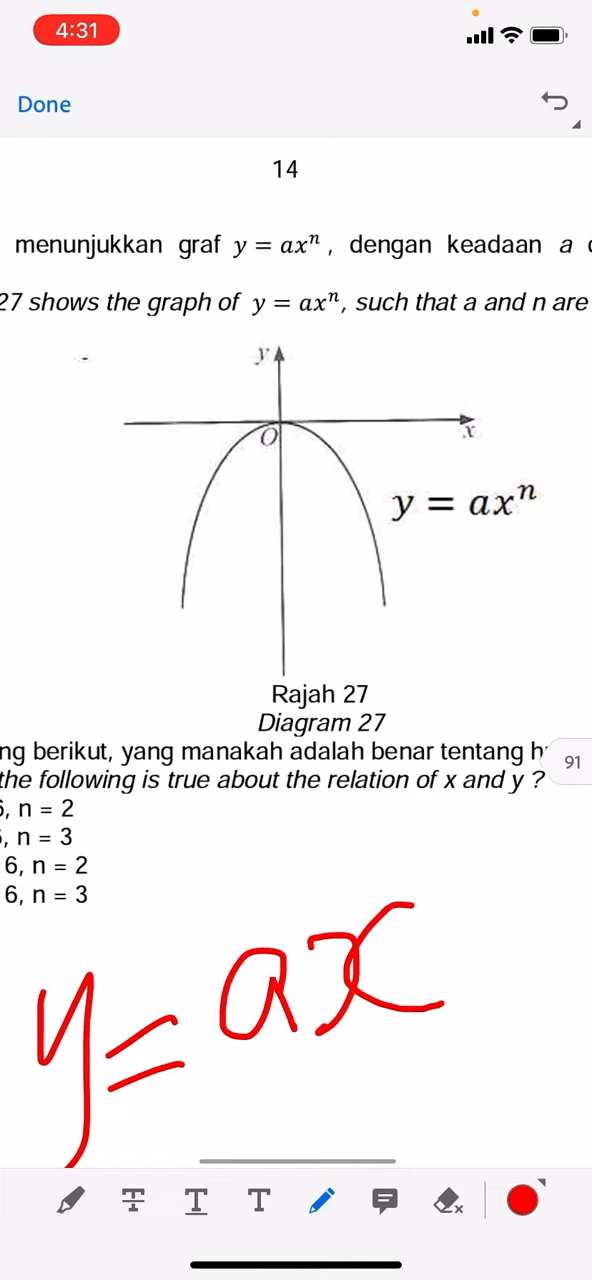 4:31
Done
14
menunjukkan graf y = axⁿ, dengan keadaan a
27 shows the graph of y = axⁿ, such that a and n are
y
O
x
y = axⁿ
Rajah 27
Diagram 27
ng berikut, yang manakah adalah benar tentang h
91
the following is true about the relation of x and y ?
6, n = 2
, n = 3
6, n = 2
6, n = 3
y = ax
T
T
T